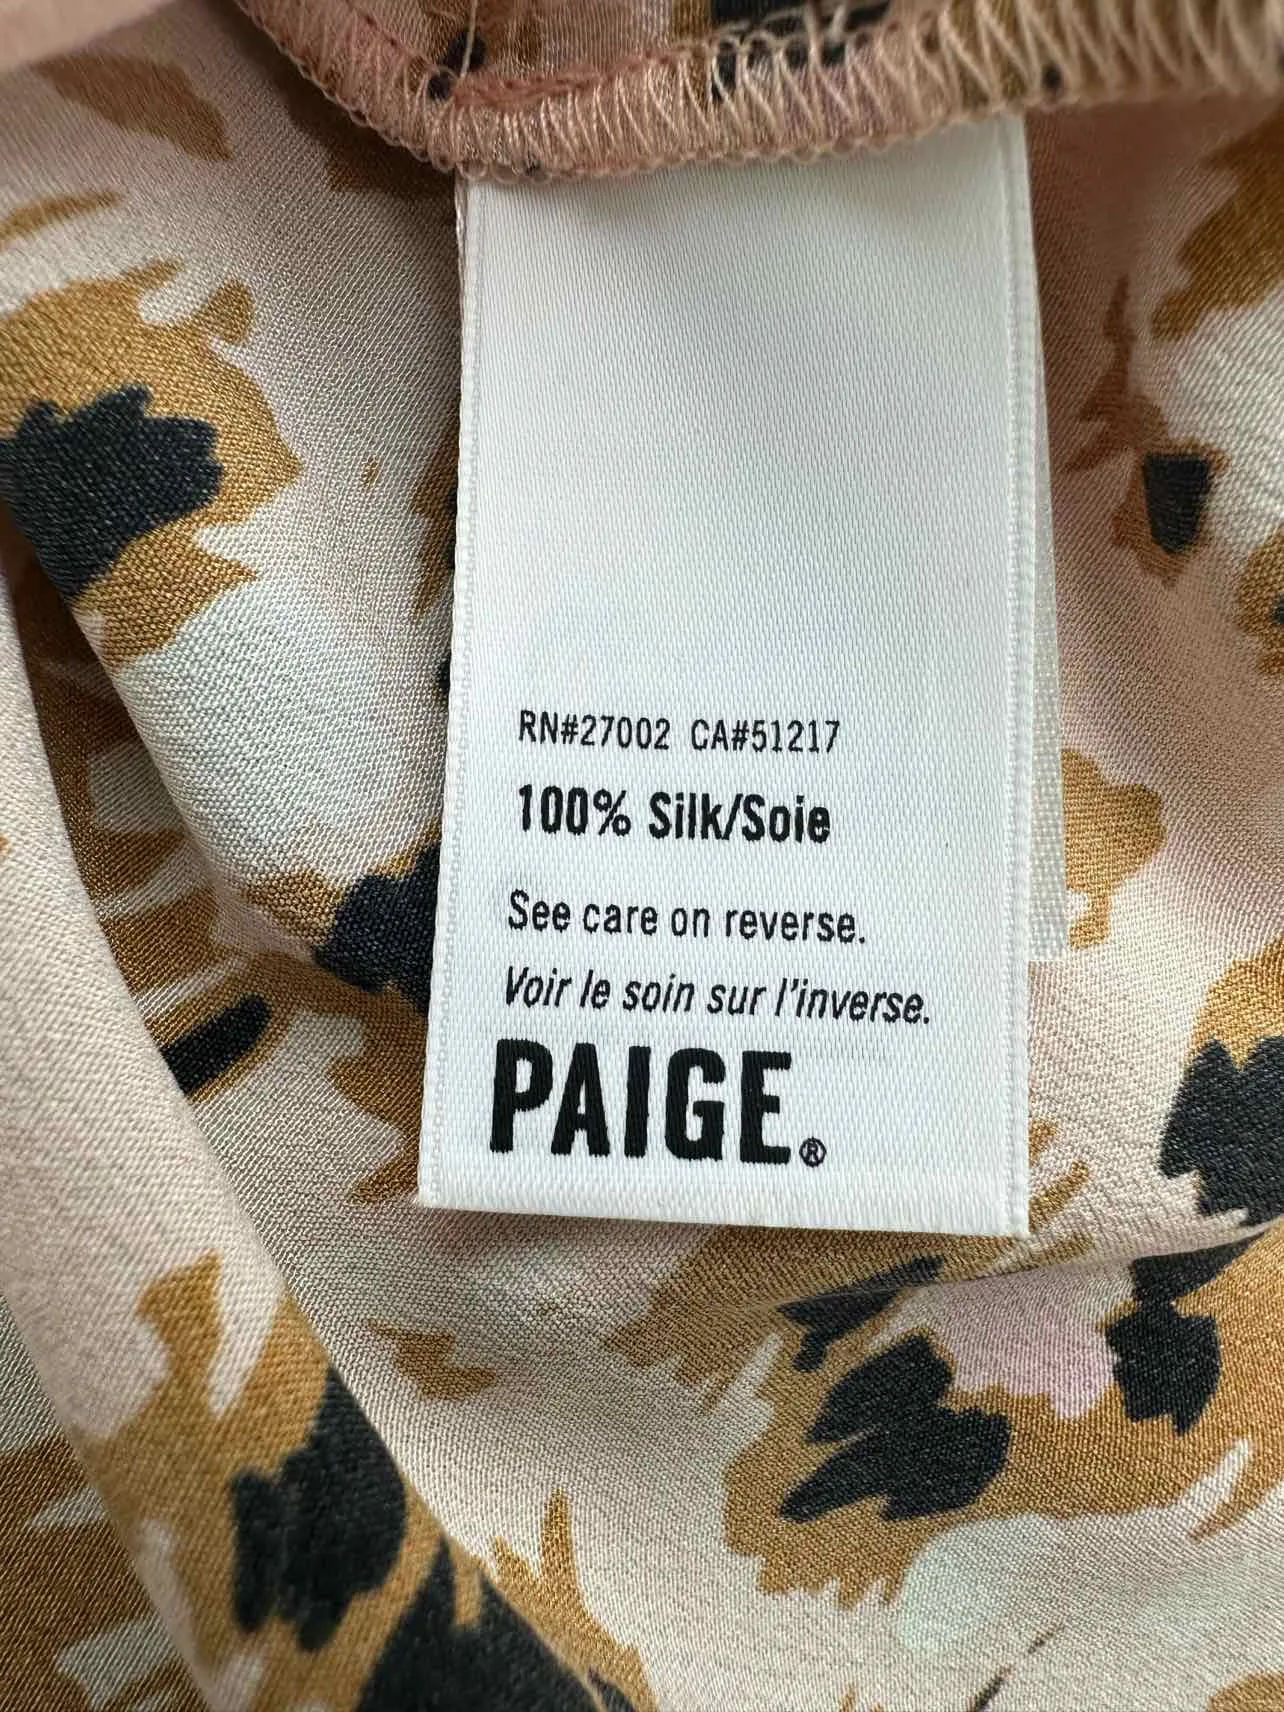 RN#27002 CA#51217
100% Silk/Soie
See care on reverse.
Voir le soin sur l'inverse.
PAIGE®